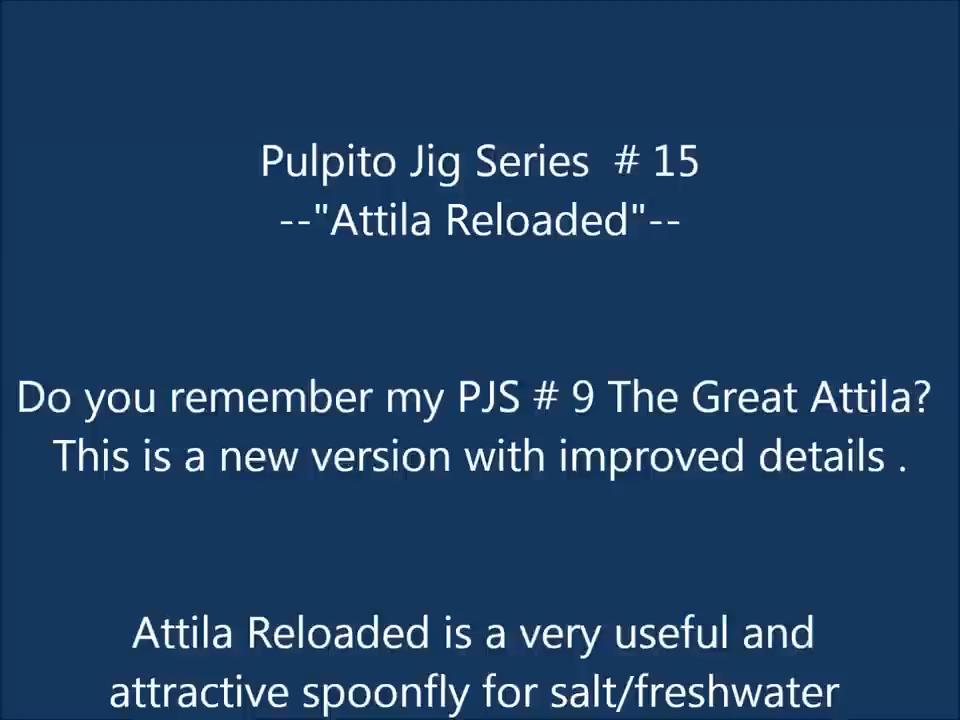 Pulpito Jig Series  # 15
--"Attila Reloaded"--
Do you remember my PJS # 9 The Great Attila?
This is a new version with improved details .
Attila Reloaded is a very useful and
attractive spoonfly for salt/freshwater